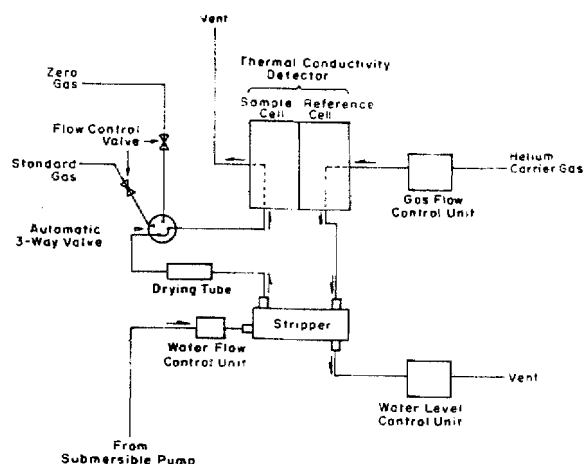 Vent
Thermal Conductivity
Detector
Zero
Gas
Sample
Cell
Reference
Cell
Flow Control
Valve
Standard
Gas
Helium
Carrier Gas
Gas Flow
Control Unit
Automatic
3-Way Valve
Drying Tube
Stripper
Water Flow
Control Unit
Vent
Water Level
Control Unit
From
Submersible Pump